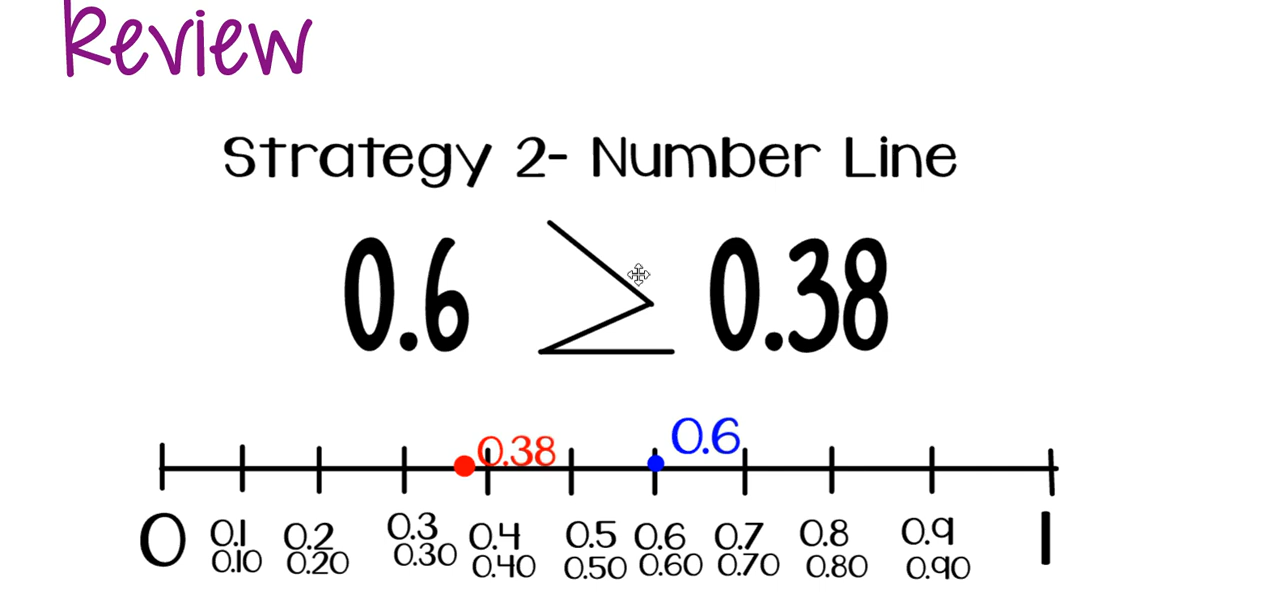 Review
Strategy 2- Number Line
0.6 ≥ 0.38
0.38 0.6
0 0.1 0.2 0.3 0.4 0.5 0.6 0.7 0.8 0.9 1
0.10 0.20 0.30 0.40 0.50 0.60 0.70 0.80 0.90